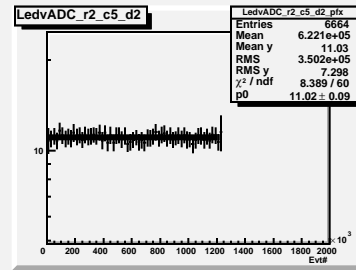 LedvADC_r2_c5_d2
LedvADC_r2_c5_d2_pfx
Entries 6664
Mean 6.221e+05
Mean y 11.03
RMS 3.502e+05
RMS y 7.298
χ² / ndf 8.389 / 60
p0 11.02 ± 0.09
10
0 200 400 600 800 1000 1200 1400 1600 1800 2000
×10³
Evt#